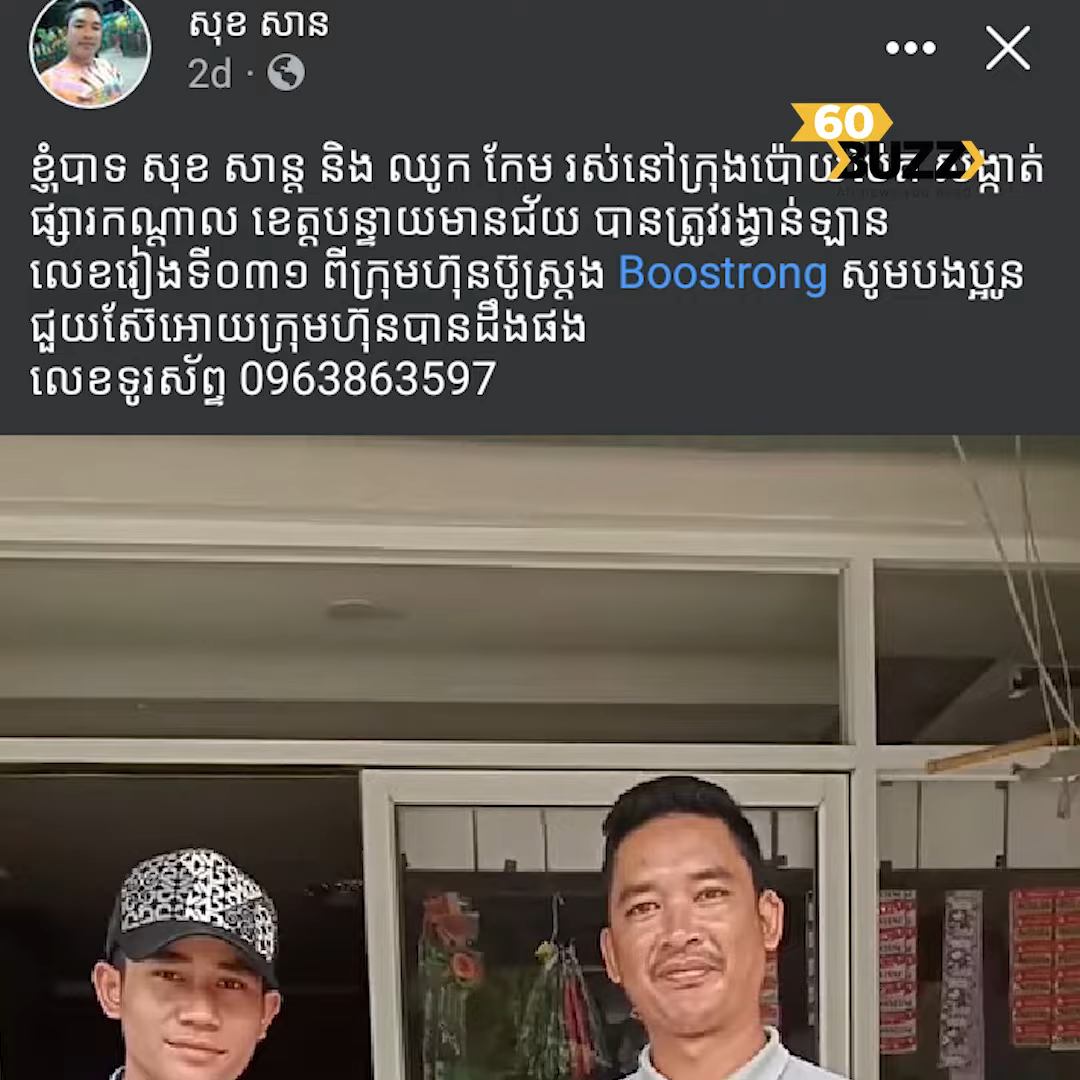 សុខ សាន
2d ·
60
BUZZ
ខ្ញុំបាទ សុខ សាន្ត និង ឈូក កែម រស់នៅក្រុងប៉ោយប៉ែត សង្កាត់
ផ្សារកណ្តាល ខេត្តបន្ទាយមានជ័យ បានត្រូវរង្វាន់ឡាន
លេខរៀងទី០៣១ ពីក្រុមហ៊ុនប៊ូស្ត្រុង Boostrong សូមបងប្អូន
ជួយស៊ែអោយក្រុមហ៊ុនបានដឹងផង
លេខទូរស័ព្ទ 0963863597